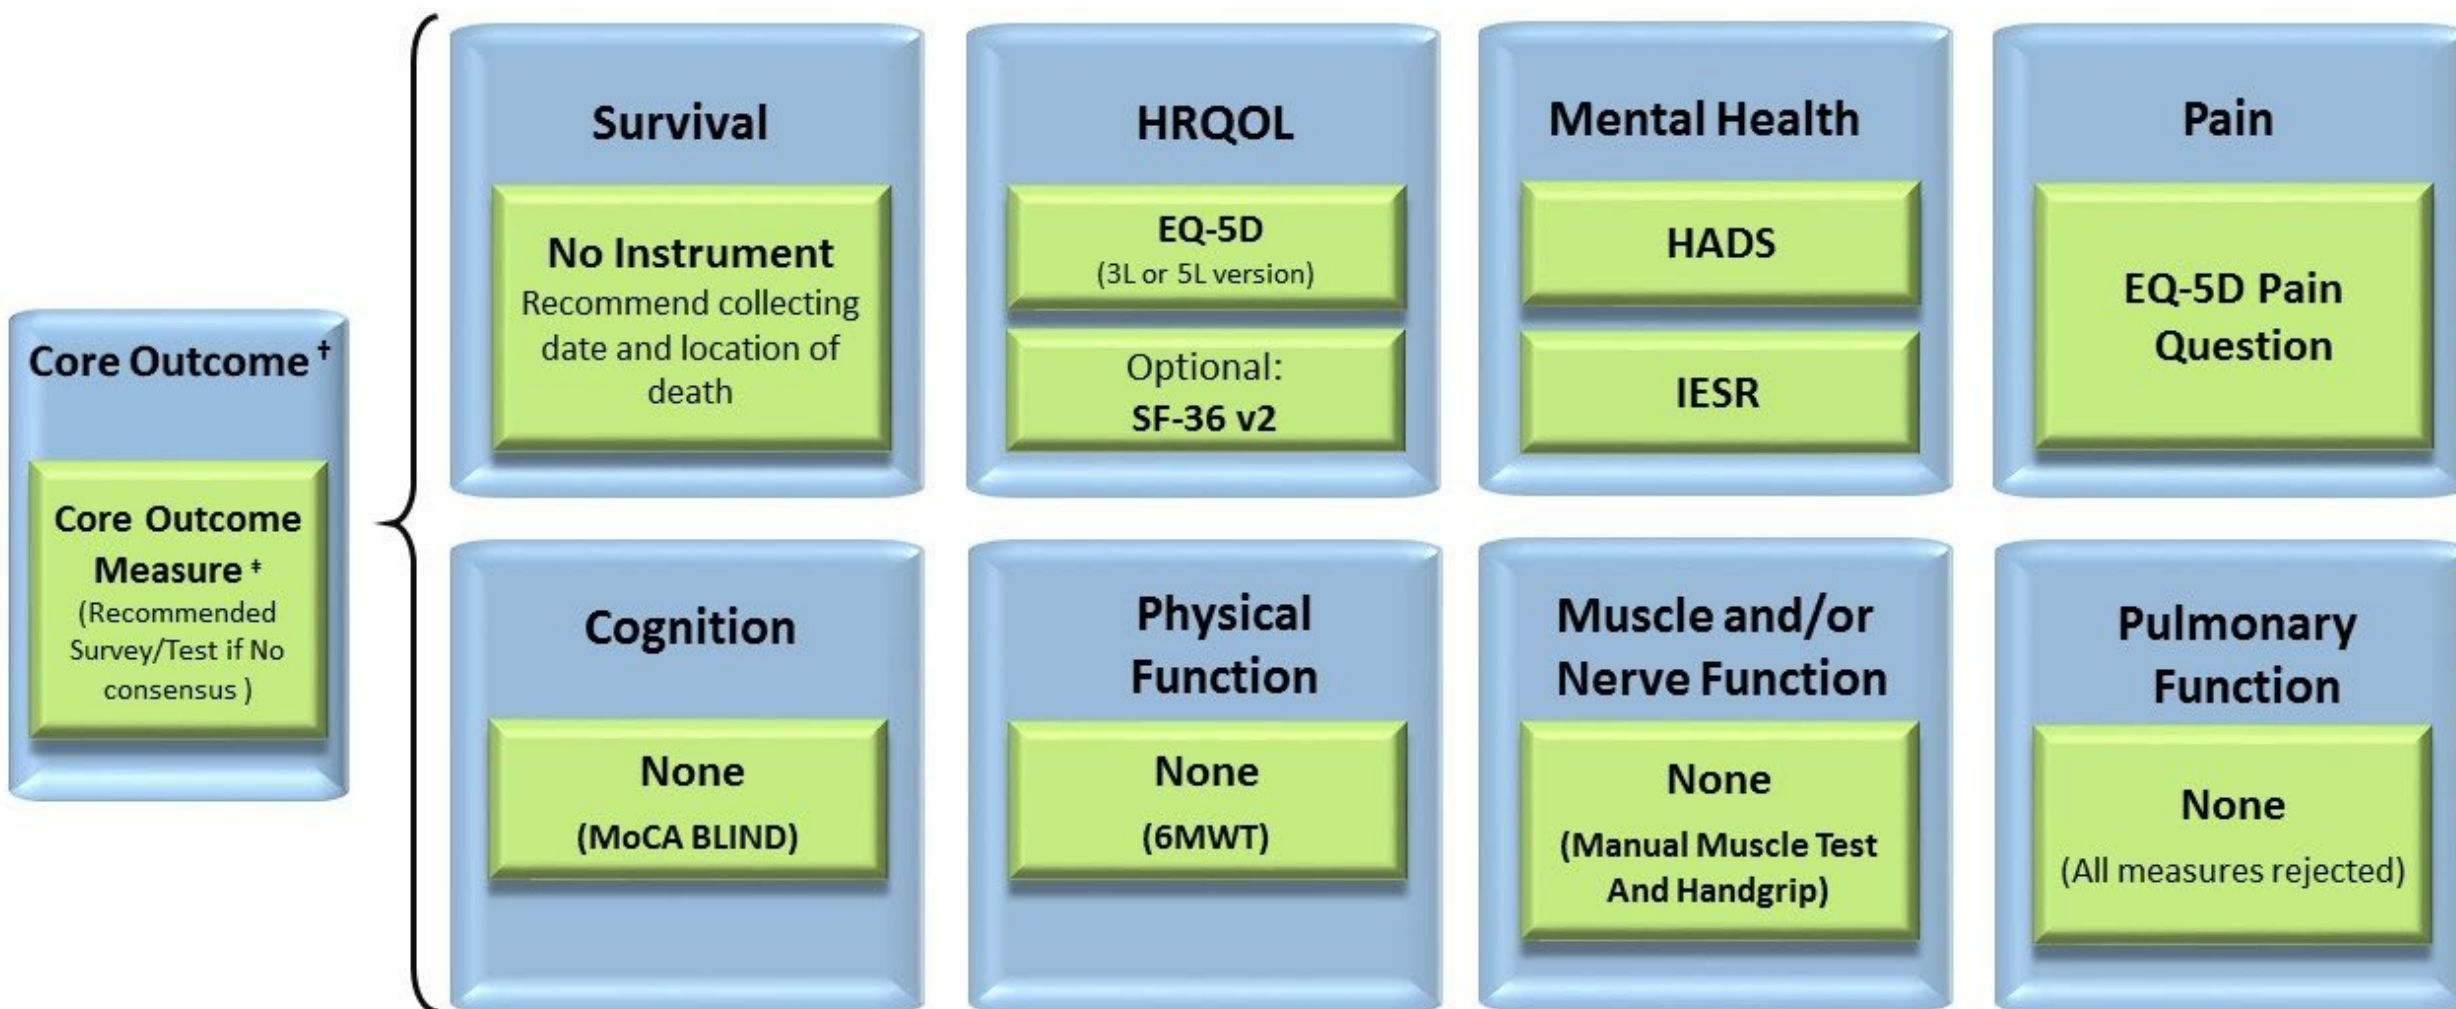 Core Outcome †
Core Outcome
Measure ‡
(Recommended
Survey/Test if No
consensus )
Survival
No Instrument
Recommend collecting
date and location of
death
HRQOL
EQ-5D
(3L or 5L version)
Optional:
SF-36 v2
Mental Health
HADS
IESR
Pain
EQ-5D Pain
Question
Cognition
None
(MoCA BLIND)
Physical
Function
None
(6MWT)
Muscle and/or
Nerve Function
None
(Manual Muscle Test
And Handgrip)
Pulmonary
Function
None
(All measures rejected)